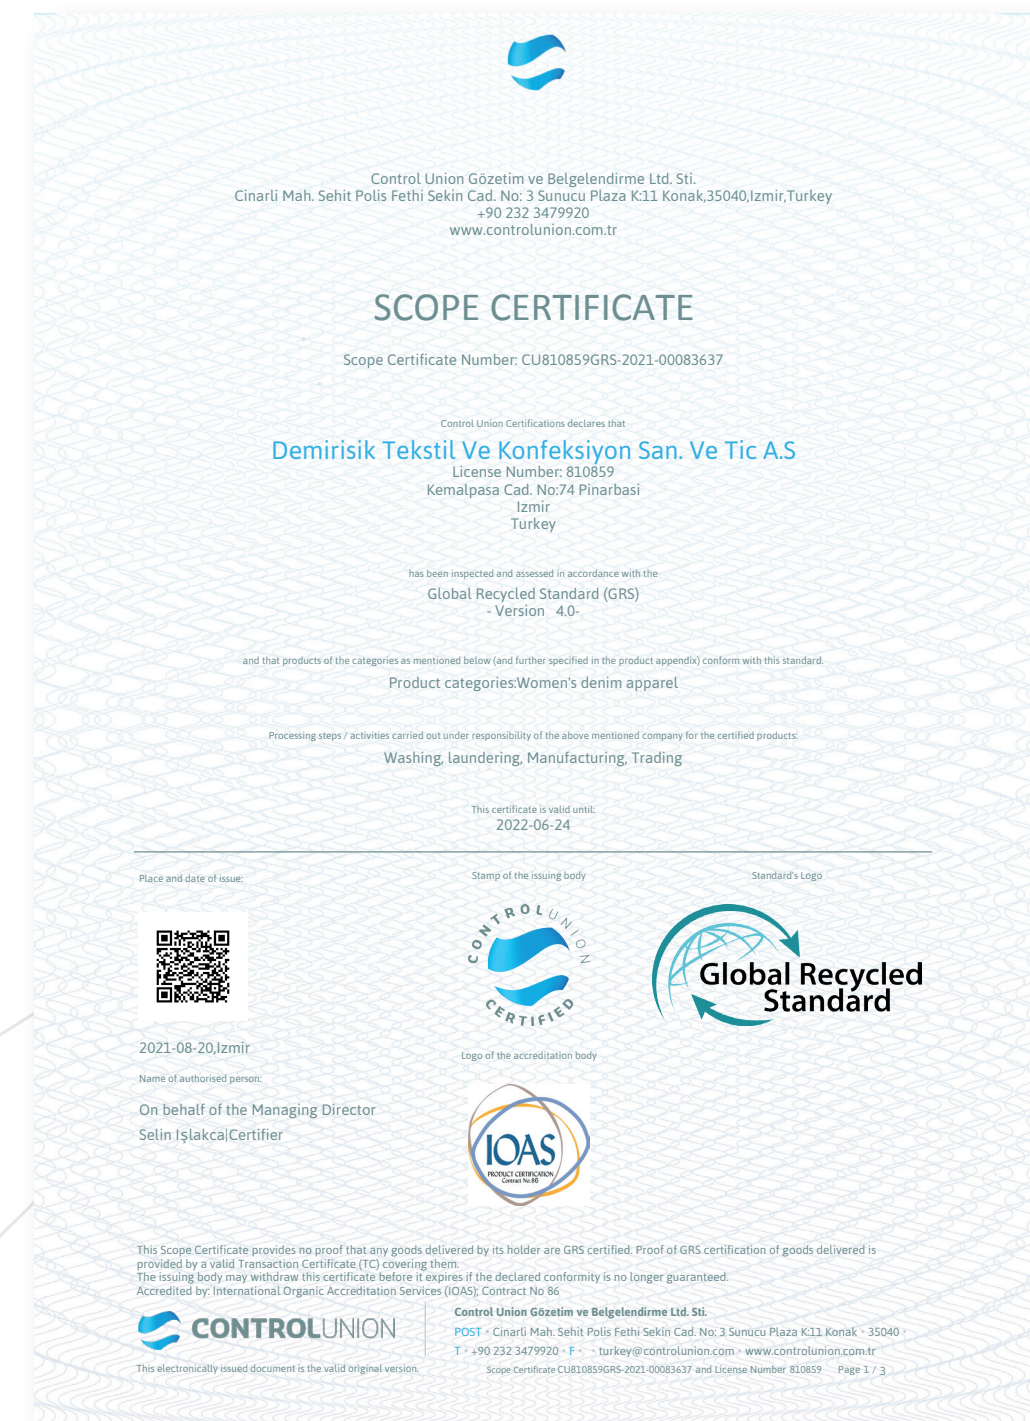 Control Union Gözetim ve Belgelendirme Ltd. Sti.
Cinarli Mah. Sehit Polis Fethi Sekin Cad. No: 3 Sunucu Plaza K:11 Konak,35040,Izmir,Turkey
+90 232 3479920
www.controlunion.com.tr
SCOPE CERTIFICATE
Scope Certificate Number: CU810859GRS-2021-00083637
Control Union Certifications declares that
Demirisik Tekstil Ve Konfeksiyon San. Ve Tic A.S
License Number: 810859
Kemalpasa Cad. No:74 Pinarbasi
Izmir
Turkey
has been inspected and assessed in accordance with the
Global Recycled Standard (GRS)
- Version 4.0-
and that products of the categories as mentioned below (and further specified in the product appendix) conform with this standard.
Product categories:Women's denim apparel
Processing steps / activities carried out under responsibility of the above mentioned company for the certified products:
Washing, laundering, Manufacturing, Trading
This certificate is valid until:
2022-06-24
Place and date of issue:
Stamp of the issuing body
Standard's Logo
CONTROLUNION
CERTIFIED
Global Recycled
Standard
2021-08-20,Izmir
Logo of the accreditation body
Name of authorised person:
On behalf of the Managing Director
Selin Işlakca|Certifier
IOAS
PRODUCT CERTIFICATION
Contract No.86
This Scope Certificate provides no proof that any goods delivered by its holder are GRS certified. Proof of GRS certification of goods delivered is
provided by a valid Transaction Certificate (TC) covering them.
The issuing body may withdraw this certificate before it expires if the declared conformity is no longer guaranteed.
Accredited by: International Organic Accreditation Services (IOAS); Contract No 86
CONTROLUNION
Control Union Gözetim ve Belgelendirme Ltd. Sti.
POST • Cinarli Mah. Sehit Polis Fethi Sekin Cad. No: 3 Sunucu Plaza K:11 Konak • 35040 •
T • +90 232 3479920 • F • • turkey@controlunion.com • www.controlunion.com.tr
This electronically issued document is the valid original version.
Scope Certificate CU810859GRS-2021-00083637 and License Number 810859 Page 1 / 3